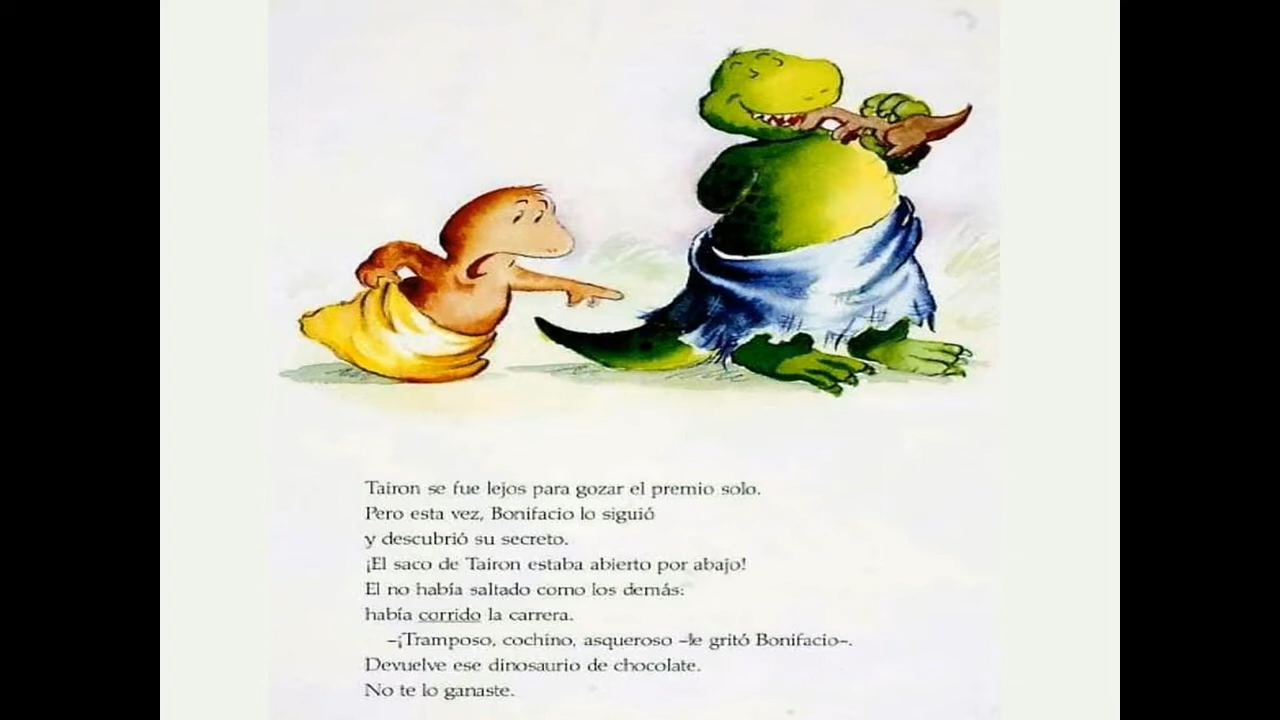 Tairon se fue lejos para gozar el premio solo.
Pero esta vez, Bonifacio lo siguió
y descubrió su secreto.
¡El saco de Tairon estaba abierto por abajo!
El no había saltado como los demás:
había corrido la carrera.
–¡Tramposo, cochino, asqueroso –le gritó Bonifacio–.
Devuelve ese dinosaurio de chocolate.
No te lo ganaste.